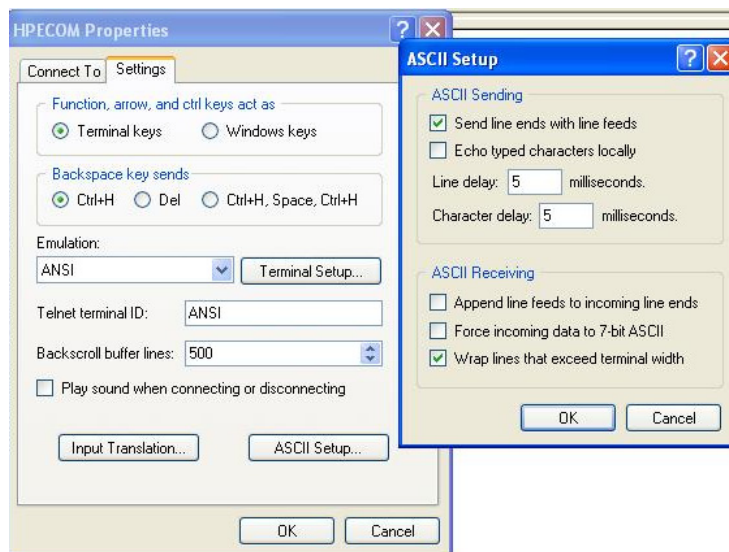 HPECOM Properties
Connect To Settings
Function, arrow, and ctrl keys act as
Terminal keys Windows keys
Backspace key sends
Ctrl+H Del Ctrl+H, Space, Ctrl+H
Emulation:
ANSI Terminal Setup...
Telnet terminal ID: ANSI
Backscroll buffer lines: 500
Play sound when connecting or disconnecting
Input Translation... ASCII Setup...
OK Cancel
ASCII Setup
ASCII Sending
Send line ends with line feeds
Echo typed characters locally
Line delay: 5 milliseconds.
Character delay: 5 milliseconds.
ASCII Receiving
Append line feeds to incoming line ends
Force incoming data to 7-bit ASCII
Wrap lines that exceed terminal width
OK Cancel